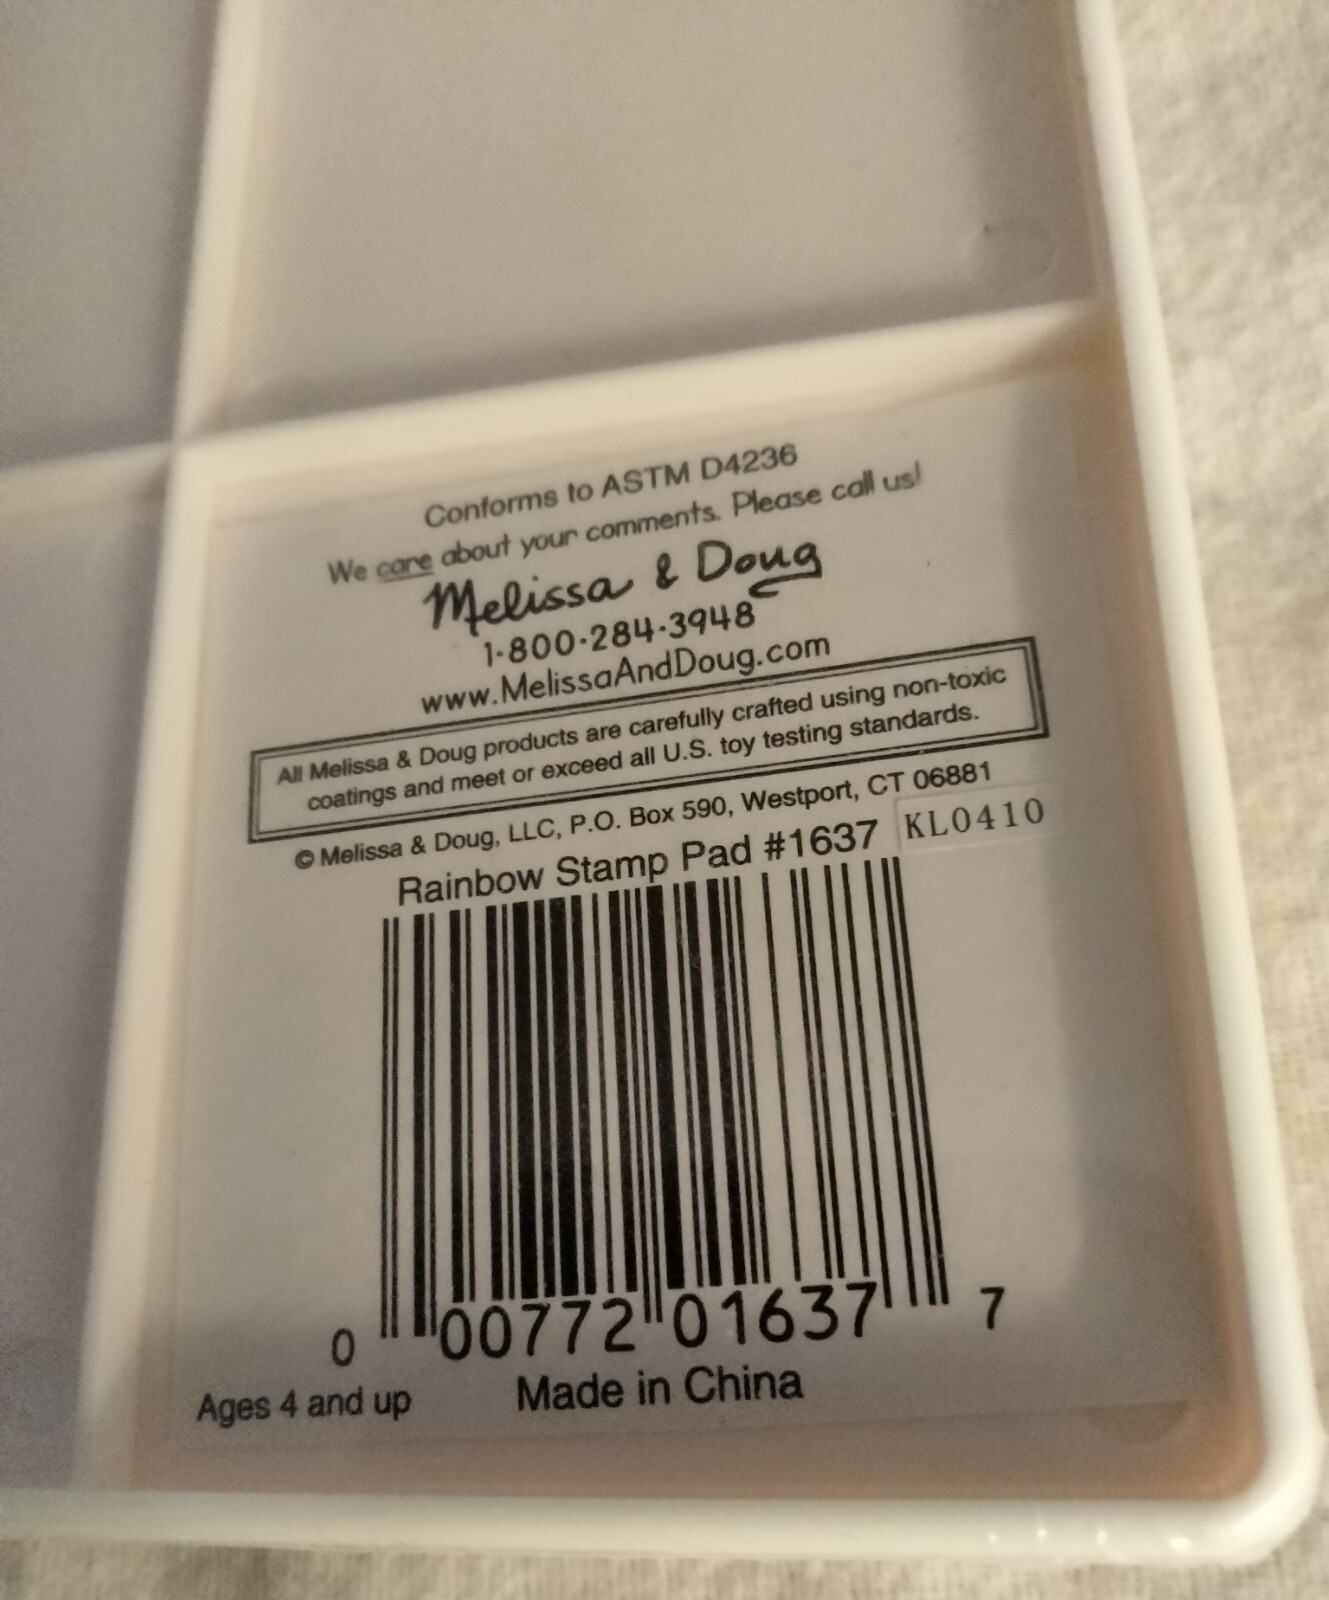 Conforms to ASTM D4236
We care about your comments. Please call us!
Melissa & Doug
1-800-284-3948
www.MelissaAndDoug.com
All Melissa & Doug products are carefully crafted using non-toxic
coatings and meet or exceed all U.S. toy testing standards.
© Melissa & Doug, LLC, P.O. Box 590, Westport, CT 06881
Rainbow Stamp Pad #1637 KL0410
0 00772 01637 7
Ages 4 and up Made in China